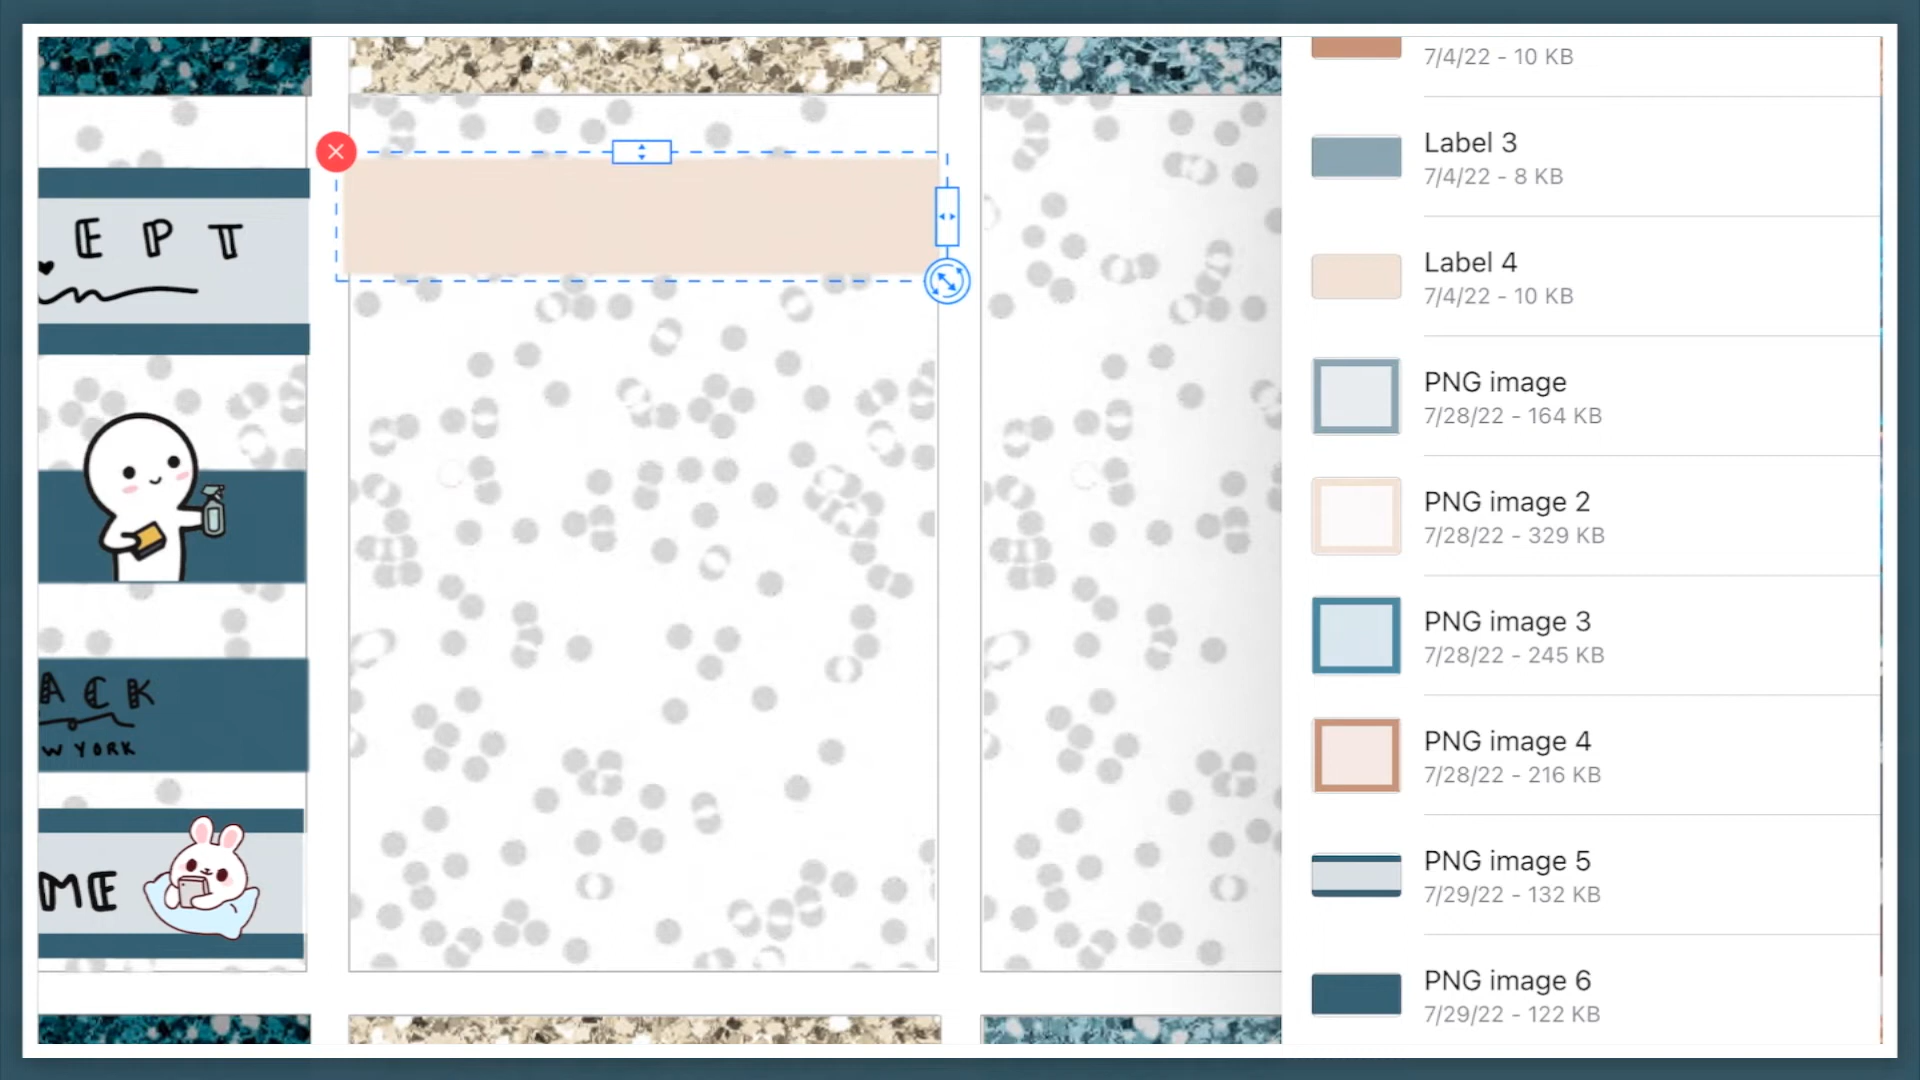 E P T
ACK
W YORK
ME
7/4/22 - 10 KB
Label 3
7/4/22 - 8 KB
Label 4
7/4/22 - 10 KB
PNG image
7/28/22 - 164 KB
PNG image 2
7/28/22 - 329 KB
PNG image 3
7/28/22 - 245 KB
PNG image 4
7/28/22 - 216 KB
PNG image 5
7/29/22 - 132 KB
PNG image 6
7/29/22 - 122 KB